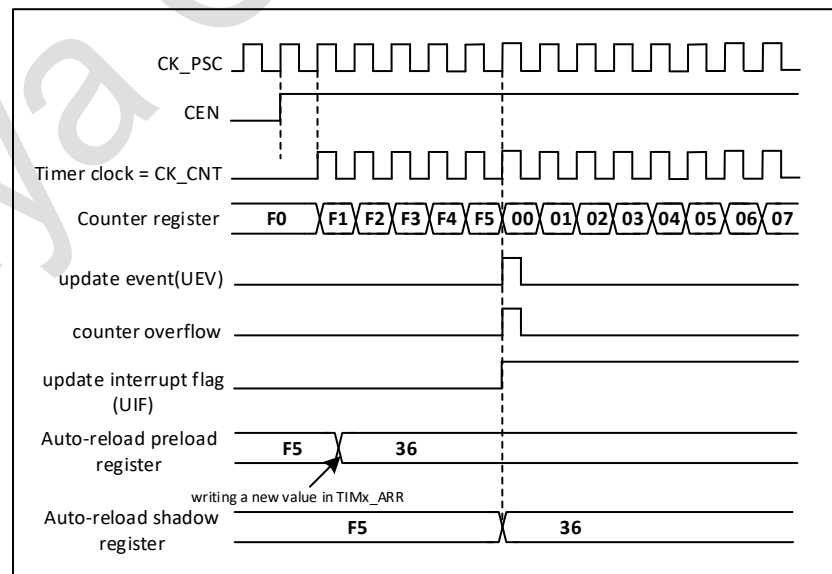 CK_PSC
CEN
Timer clock = CK_CNT
Counter register F0 F1 F2 F3 F4 F5 00 01 02 03 04 05 06 07
update event(UEV)
counter overflow
update interrupt flag
(UIF)
Auto-reload preload
register
F5 36
writing a new value in TIMx_ARR
Auto-reload shadow
register
F5 36